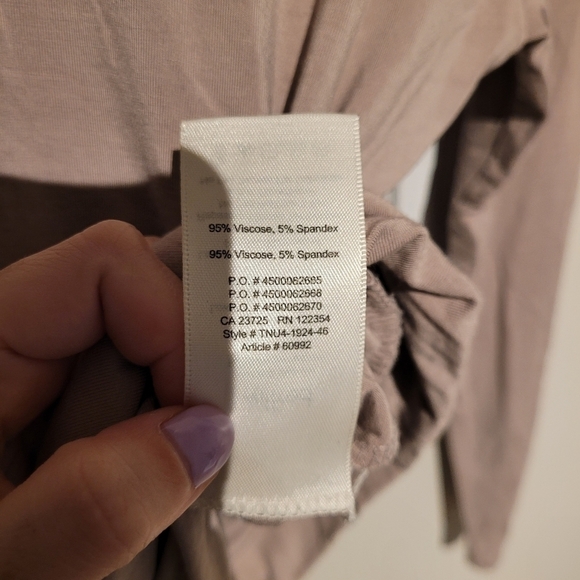 95% Viscose, 5% Spandex
95% Viscose, 5% Spandex
P.O. # 4500062665
P.O. # 4500062668
P.O. # 4500062670
CA 23725 RN 122354
Style # TNU4-1924-46
Article # 60992